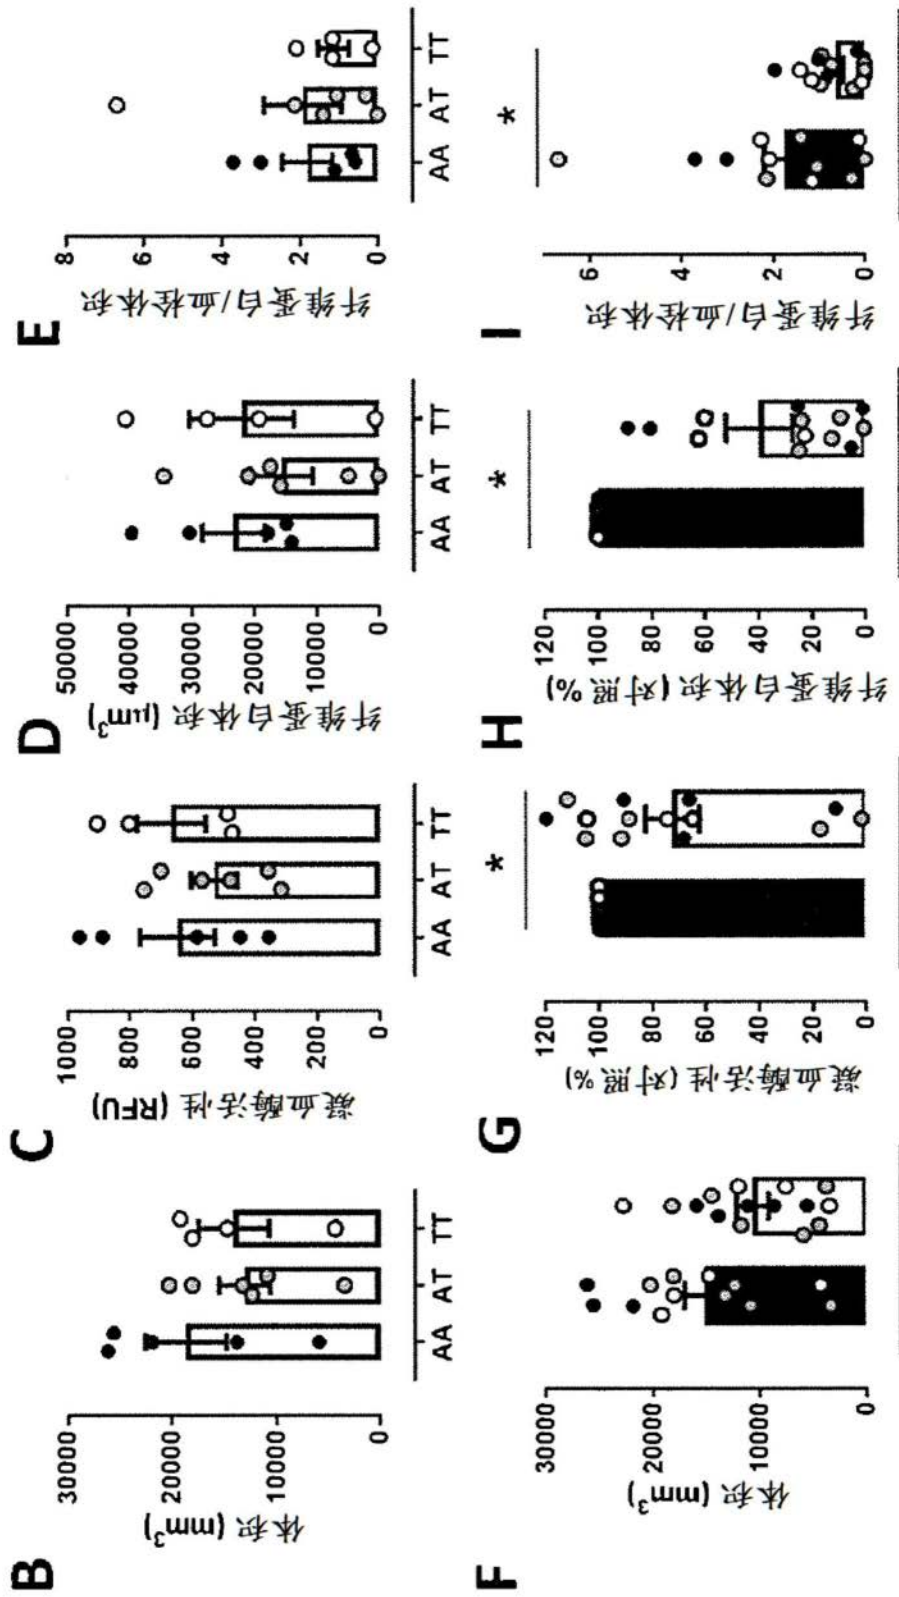 B
体积 (mm³)
30000
20000
10000
0
AA
AT
TT
C
凝血酶活性 (RFU)
1000
800
600
400
200
0
AA
AT
TT
D
纤维蛋白体积 (μm³)
50000
40000
30000
20000
10000
0
AA
AT
TT
E
纤维蛋白/血栓体积
8
6
4
2
0
AA
AT
TT
F
体积 (mm³)
30000
20000
10000
0
G
凝血酶活性 (对照 %)
120
100
80
60
40
20
0
*
H
纤维蛋白体积 (对照 %)
120
100
80
60
40
20
0
*
I
纤维蛋白/血栓体积
6
4
2
0
*